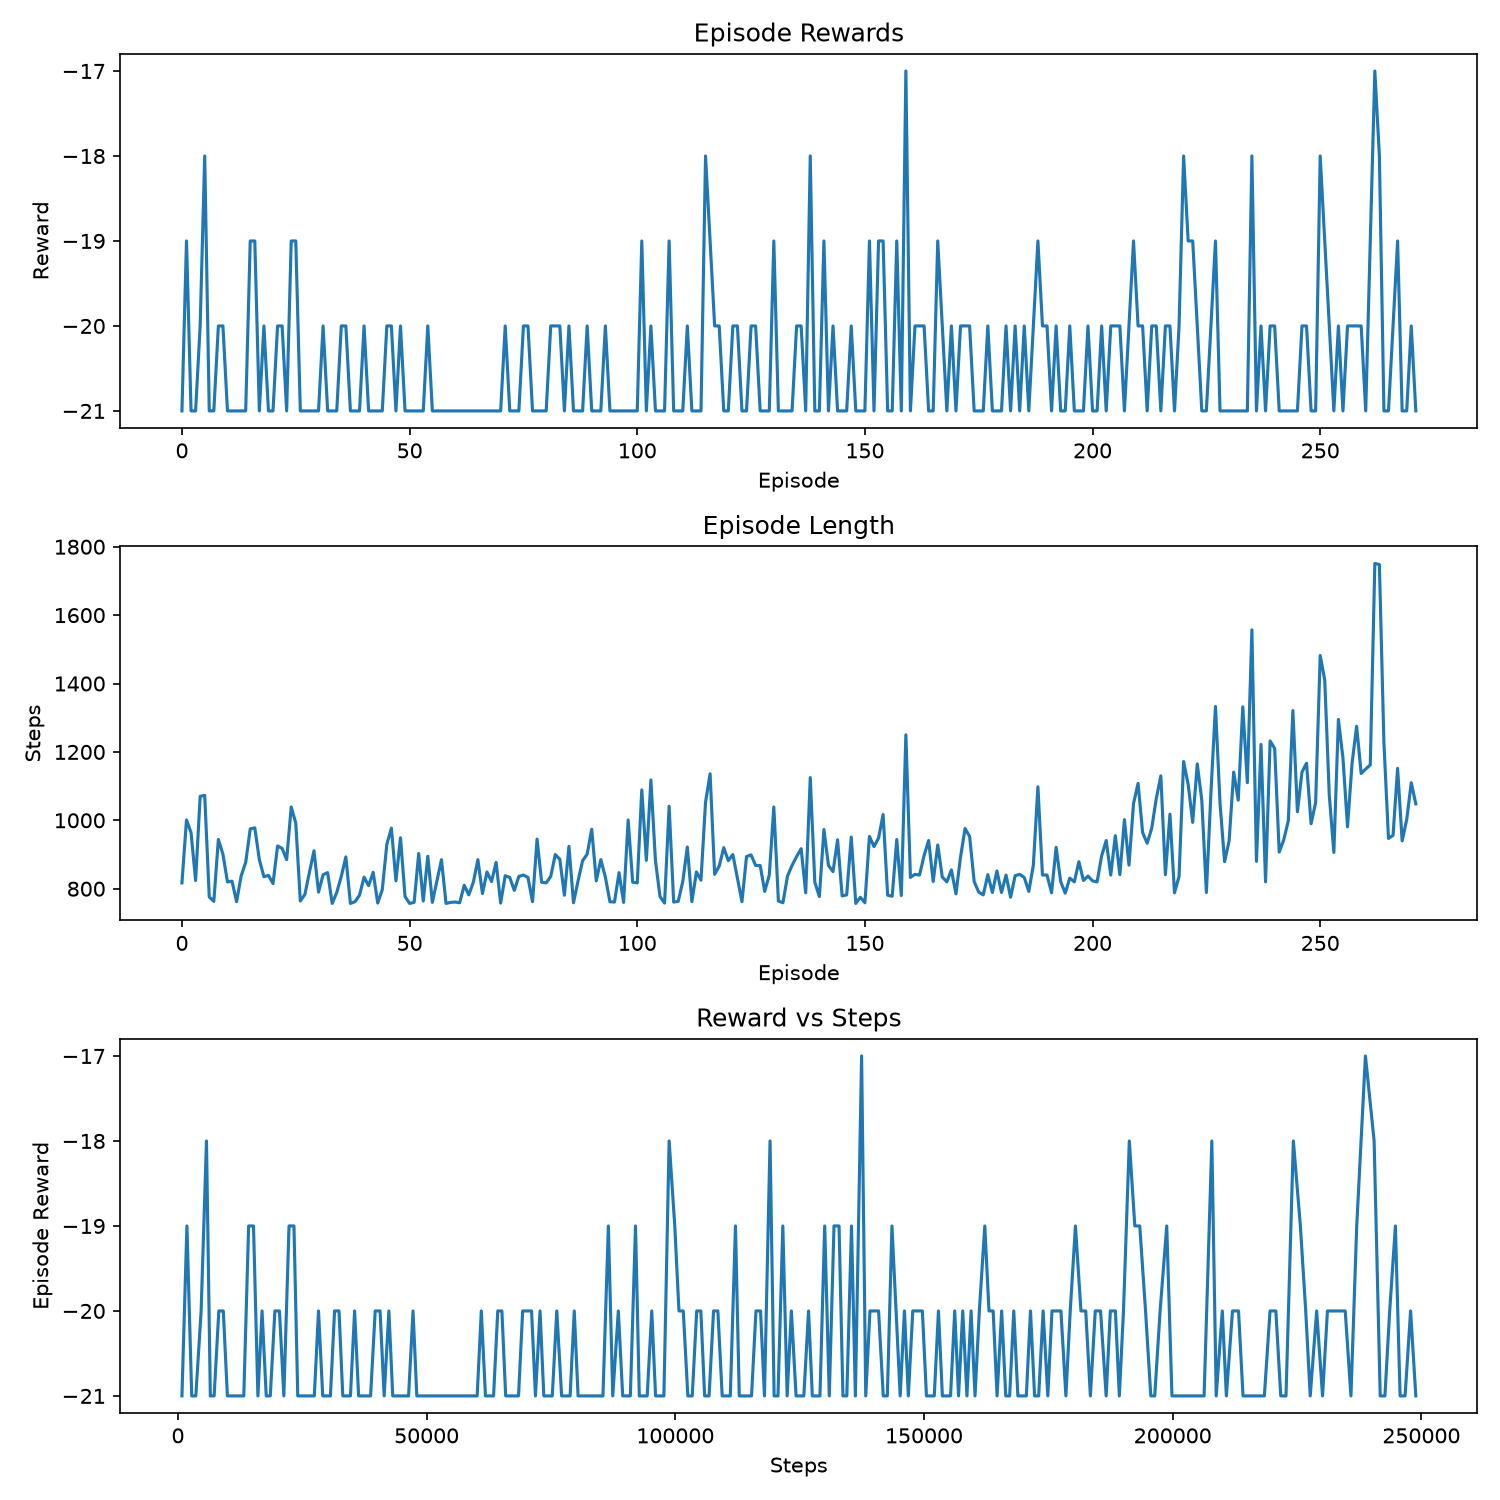 Episode Rewards
−17
−18
−19
−20
−21
Reward
0 50 100 150 200 250
Episode
Episode Length
1800
1600
1400
1200
1000
800
Steps
0 50 100 150 200 250
Episode
Reward vs Steps
−17
−18
−19
−20
−21
Episode Reward
0 50000 100000 150000 200000 250000
Steps